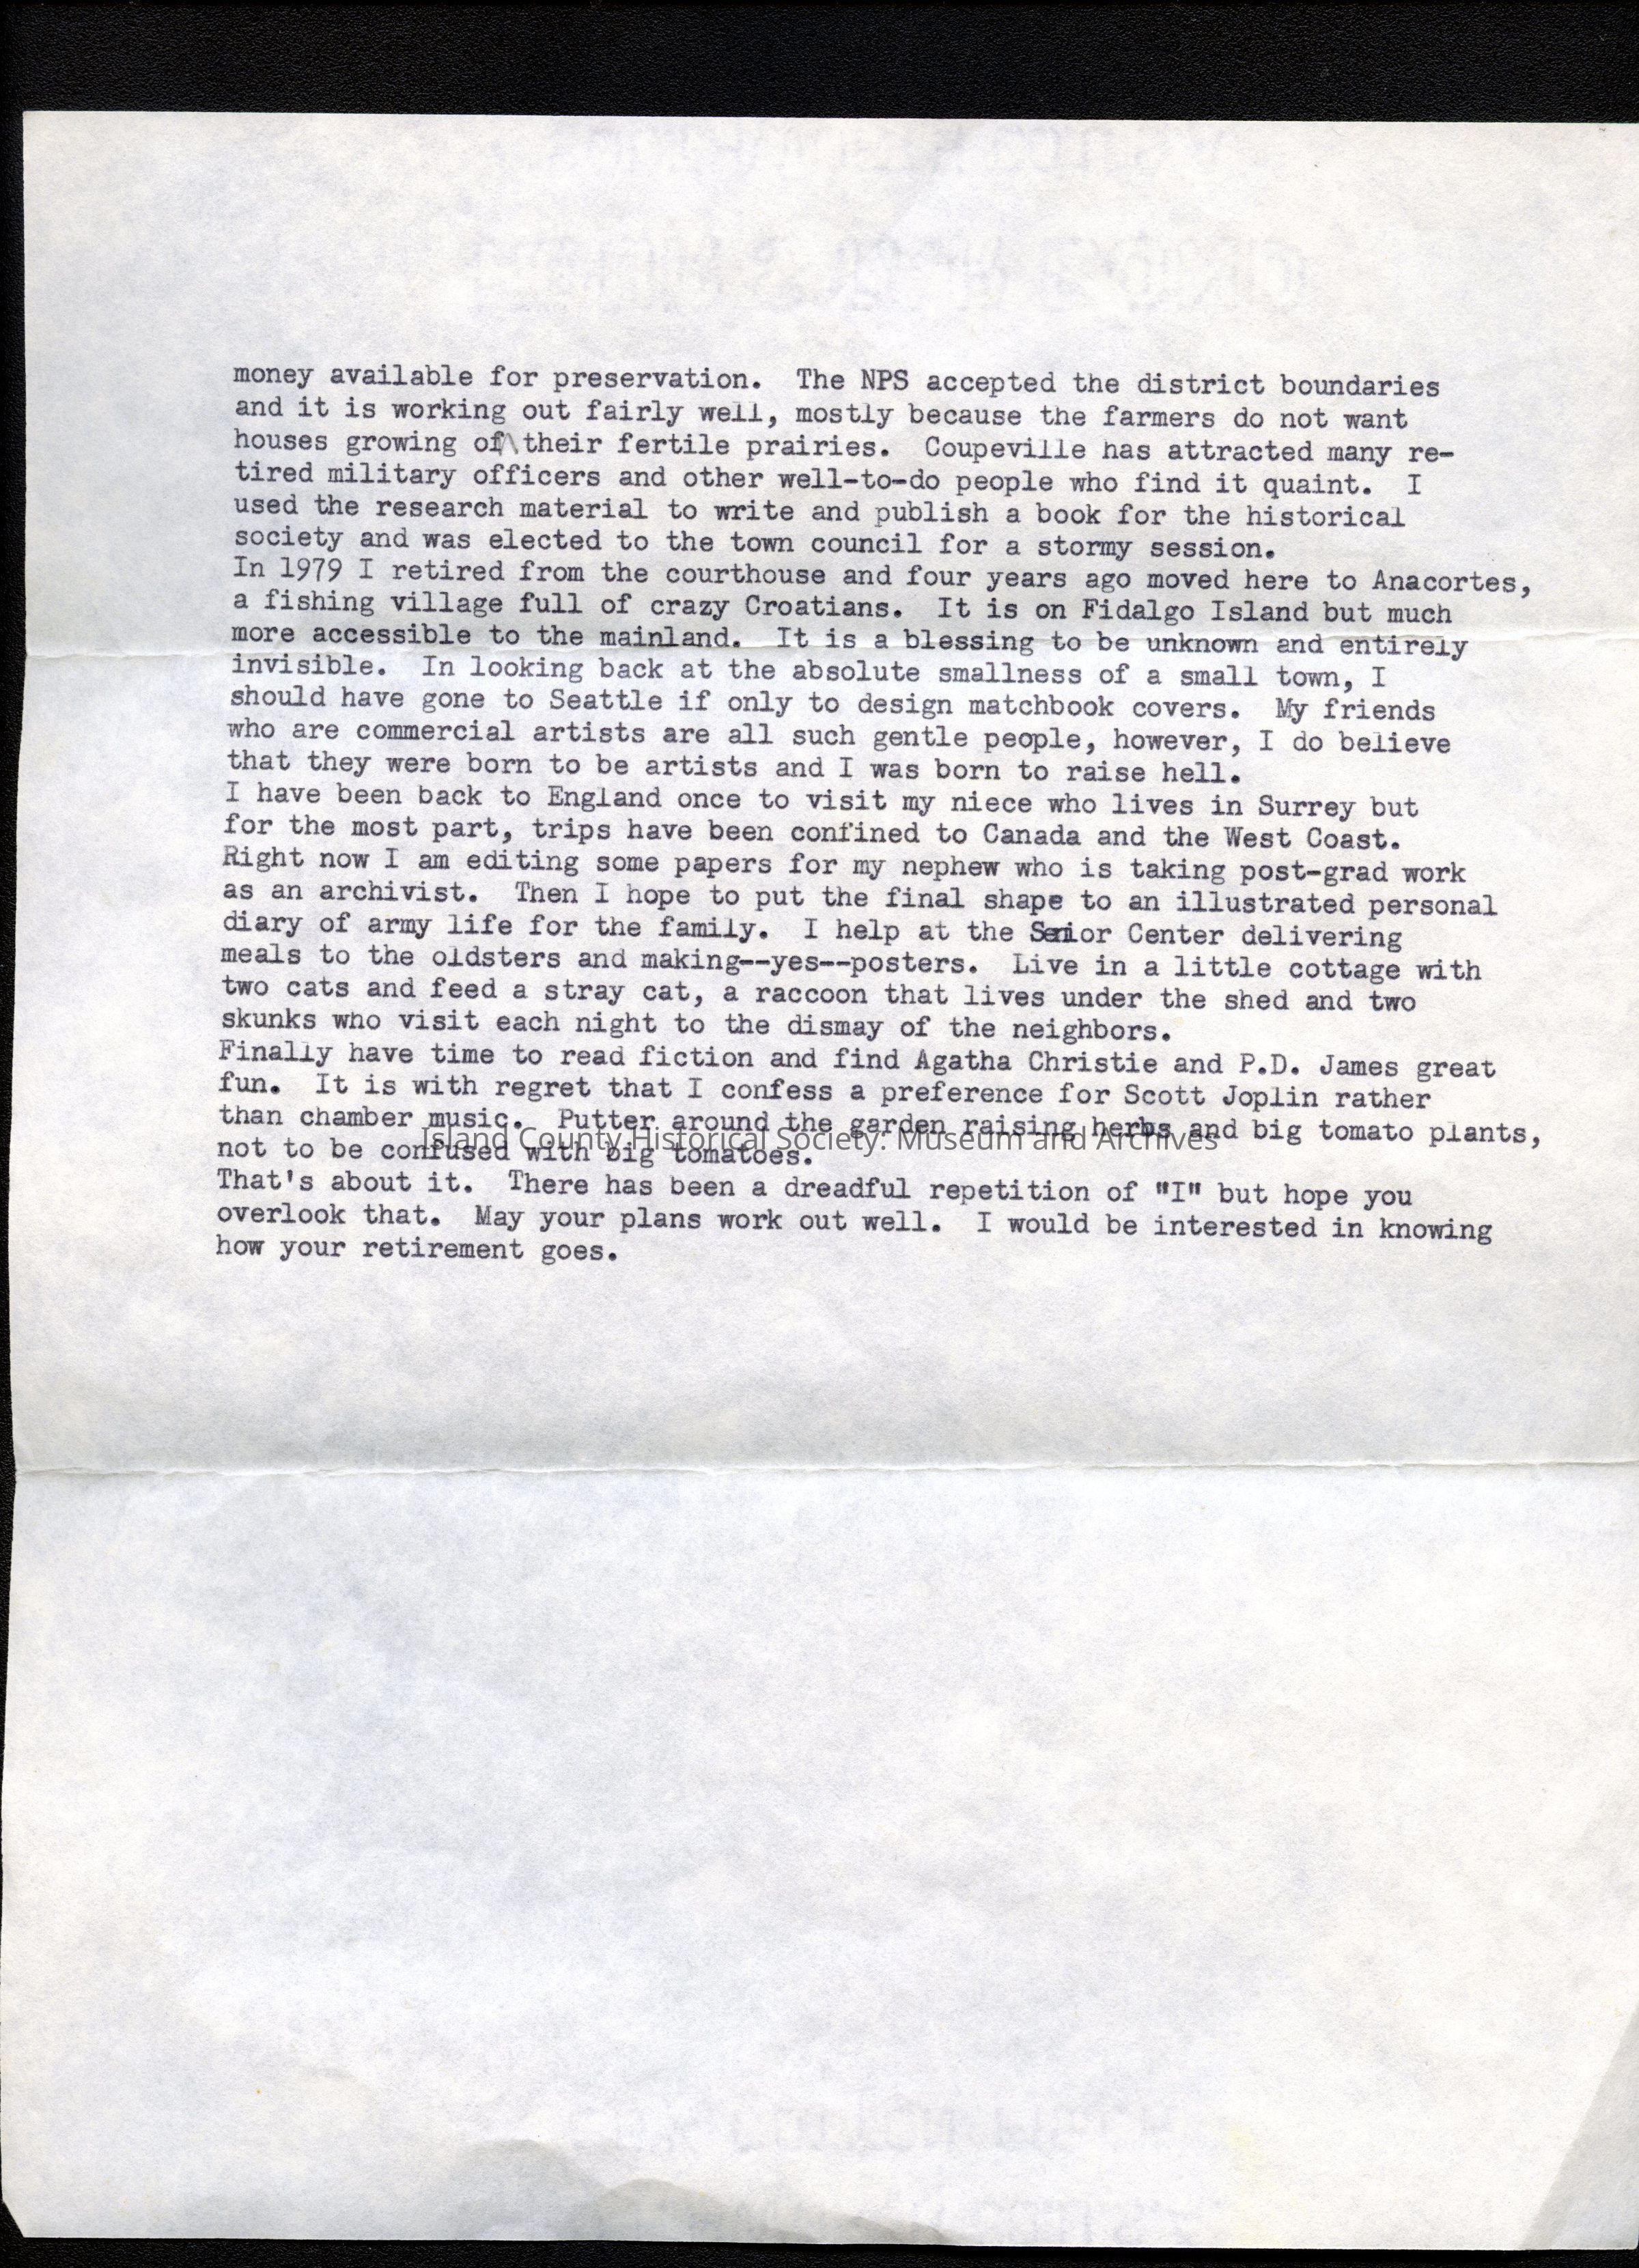 money available for preservation.  The NPS accepted the district boundaries
and it is working out fairly well, mostly because the farmers do not want
houses growing of their fertile prairies.  Coupeville has attracted many re-
tired military officers and other well-to-do people who find it quaint.  I
used the research material to write and publish a book for the historical
society and was elected to the town council for a stormy session.
In 1979 I retired from the courthouse and four years ago moved here to Anacortes,
a fishing village full of crazy Croatians.  It is on Fidalgo Island but much
more accessible to the mainland.  It is a blessing to be unknown and entirely
invisible.  In looking back at the absolute smallness of a small town, I
should have gone to Seattle if only to design matchbook covers.  My friends
who are commercial artists are all such gentle people, however, I do believe
that they were born to be artists and I was born to raise hell.
I have been back to England once to visit my niece who lives in Surrey but
for the most part, trips have been confined to Canada and the West Coast.
Right now I am editing some papers for my nephew who is taking post-grad work
as an archivist.  Then I hope to put the final shape to an illustrated personal
diary of army life for the family.  I help at the Senior Center delivering
meals to the oldsters and making--yes--posters.  Live in a little cottage with
two cats and feed a stray cat, a raccoon that lives under the shed and two
skunks who visit each night to the dismay of the neighbors.
Finally have time to read fiction and find Agatha Christie and P.D. James great
fun.  It is with regret that I confess a preference for Scott Joplin rather
than chamber music.  Putter around the garden raising herbs and big tomato plants,
Island County Historical Society: Museum and Archives
not to be confused with big tomatoes.
That's about it.  There has been a dreadful repetition of "I" but hope you
overlook that.  May your plans work out well.  I would be interested in knowing
how your retirement goes.